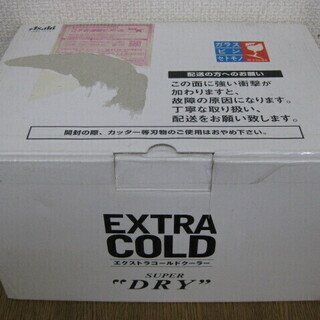 Asahi
ガラス
ビン
セトモノ
配送の方へのお願い
この面に強い衝撃が
加わりますと、
故障の原因になります。
丁寧な取り扱い、
配送をお願い致します。
開封の際、カッター等刃物のご使用はおやめ下さい。
EXTRA
COLD
エクストラコールドクーラー
SUPER
"DRY"